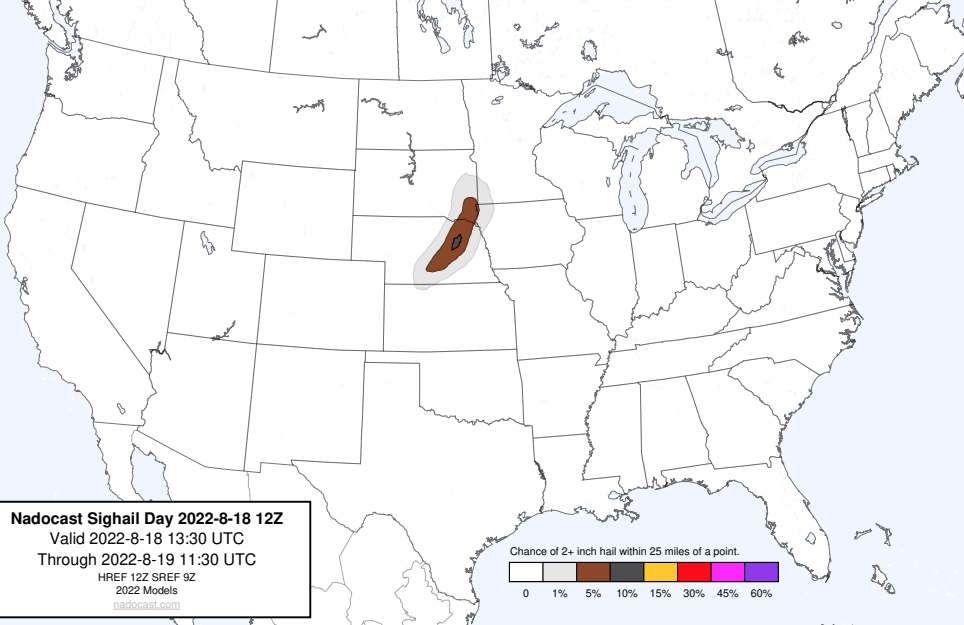 Nadocast Sighail Day 2022-8-18 12Z
Valid 2022-8-18 13:30 UTC
Through 2022-8-19 11:30 UTC
HREF 12Z SREF 9Z
2022 Models
nadocast.com
Chance of 2+ inch hail within 25 miles of a point.
0 1% 5% 10% 15% 30% 45% 60%